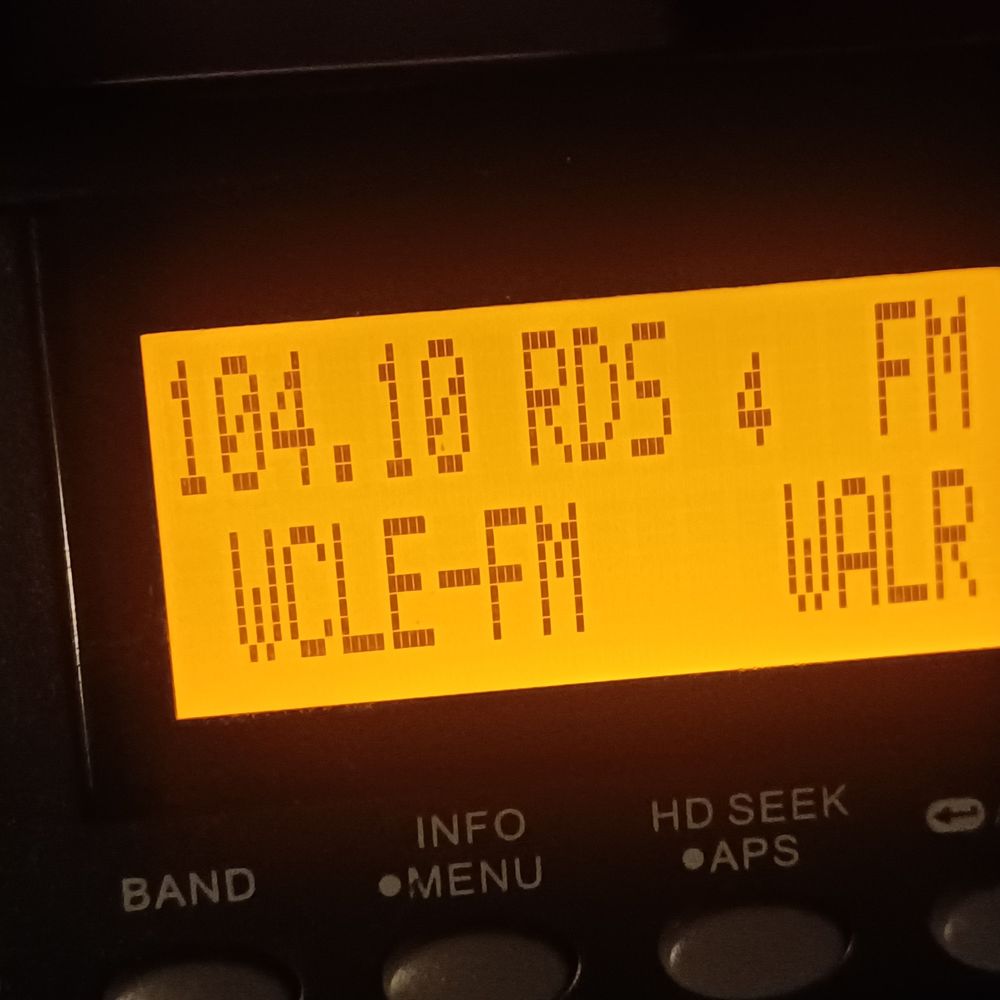 104.10 RDS 4 FM
WCLE-FM WALR
INFO HD SEEK
BAND •MENU •APS